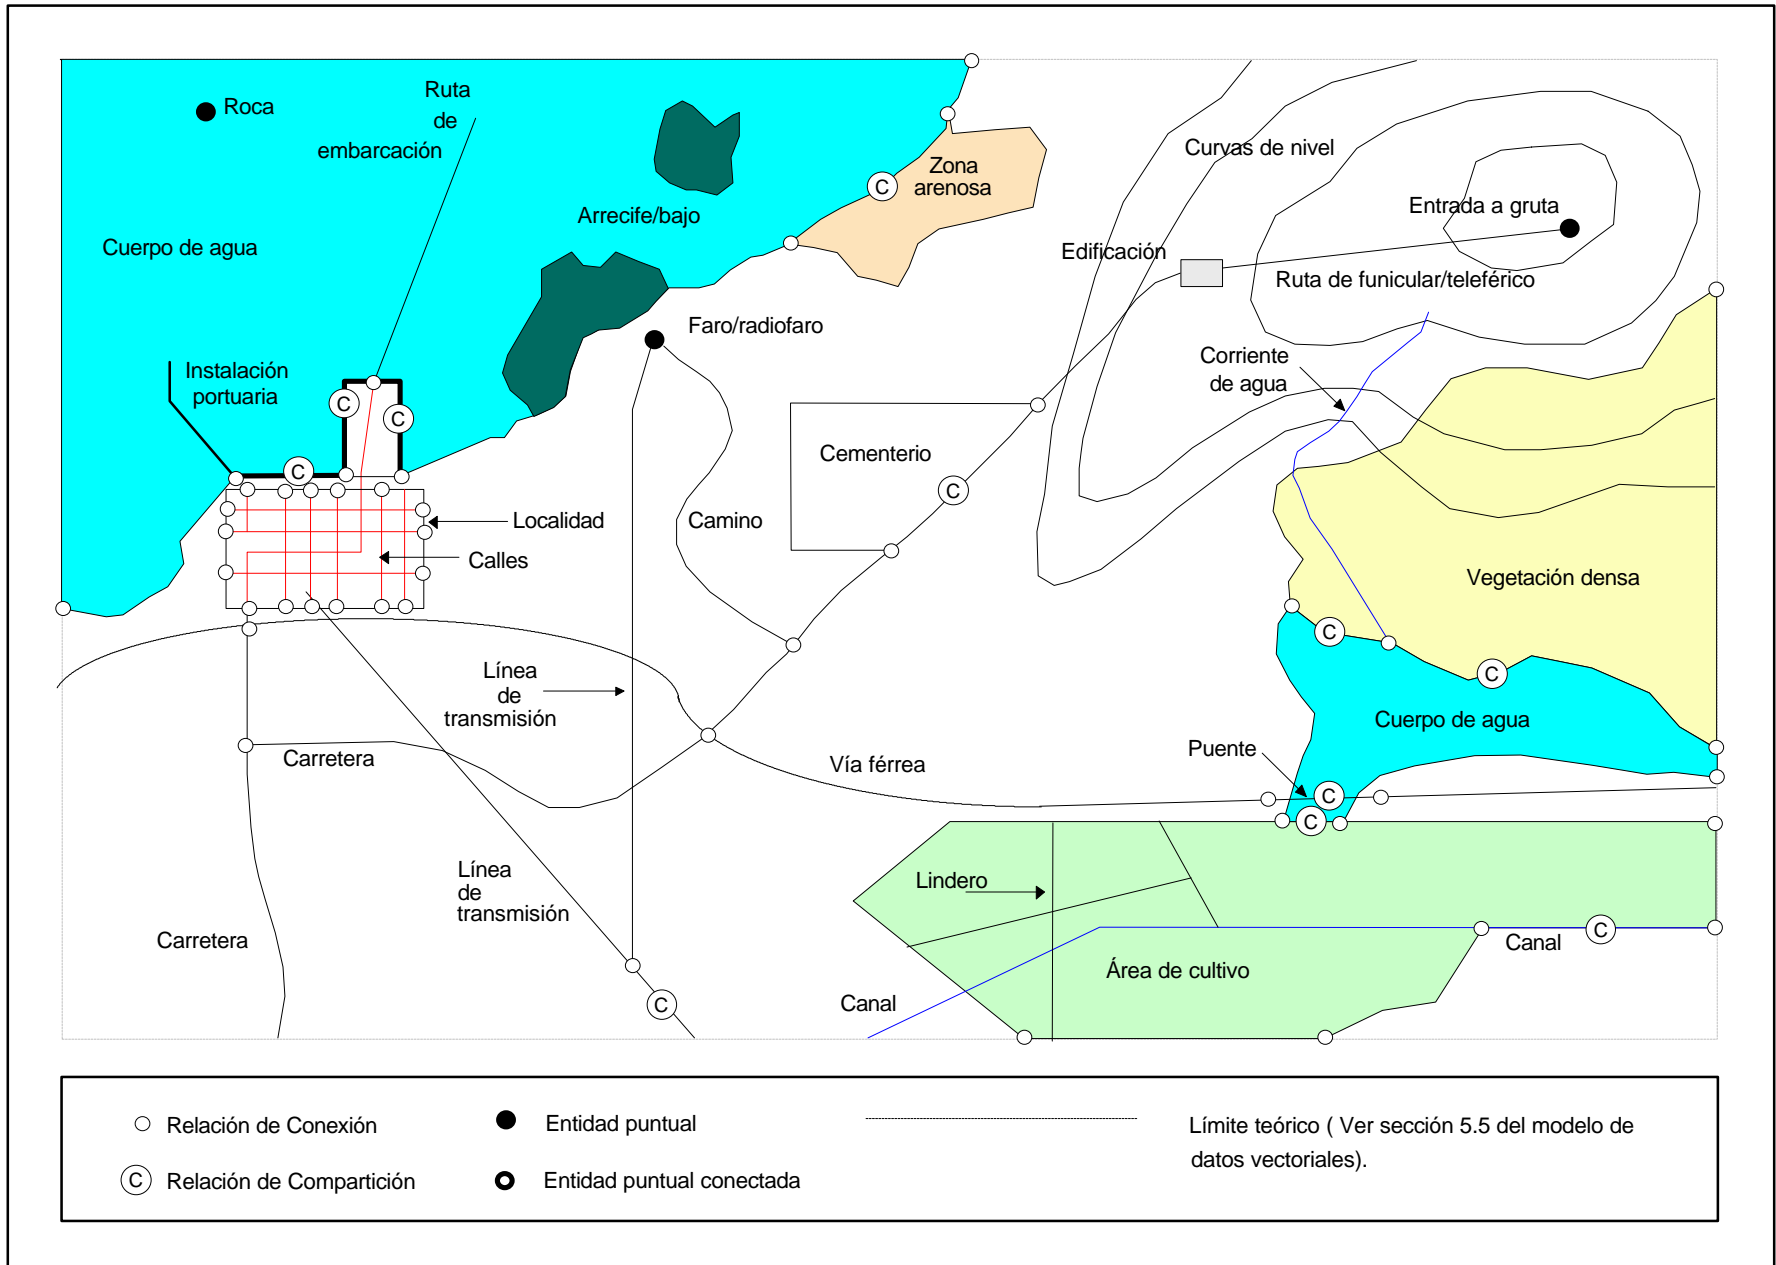 Roca
Ruta
de
embarcación
Cuerpo de agua
Arrecife/bajo
C
Zona
arenosa
Curvas de nivel
Entrada a gruta
Edificación
Ruta de funicular/teleférico
Faro/radiofaro
Instalación
portuaria
C
C
C
Corriente
de agua
Cementerio
C
Localidad
Calles
Camino
Vegetación densa
C
C
Línea
de
transmisión
Cuerpo de agua
Carretera
Vía férrea
Puente
C
C
Línea
de
transmisión
Lindero
Carretera
Canal
C
Área de cultivo
Canal
C
Relación de Conexión
Entidad puntual
Límite teórico ( Ver sección 5.5 del modelo de
datos vectoriales).
C
Relación de Compartición
Entidad puntual conectada